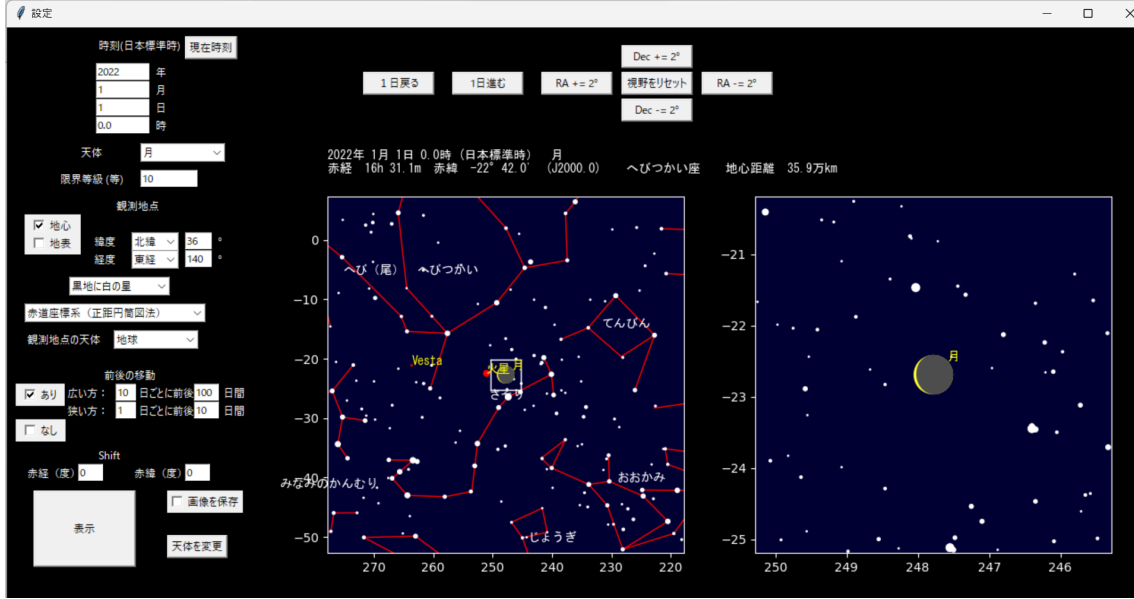 設定
時刻(日本標準時) 現在時刻
2022 年
1 月
1 日
0.0 時
天体 月
限界等級(等) 10
観測地点
地心
地表
緯度 北緯 36 °
経度 東経 140 °
黒地に白の星
赤道座標系(正距円筒図法)
観測地点の天体 地球
前後の移動
あり 広い方: 10 日ごとに前後 100 日間
狭い方: 1 日ごとに前後 10 日間
なし
Shift
赤経(度) 0 赤緯(度) 0
表示
画像を保存
天体を変更
1日戻る 1日進む RA += 2° 視野をリセット RA -= 2°
Dec += 2°
Dec -= 2°
2022年 1月 1日 0.0時 (日本標準時) 月
赤経 16h 31.1m 赤緯 -22° 42.0' (J2000.0) へびつかい座 地心距離 35.9万km
0
−10
−20
−30
−40
−50
270 260 250 240 230 220
へび(尾) へびつかい
てんびん
Vesta
火星 月
さそり
みなみのかんむり
おおかみ
じょうぎ
−21
−22
−23
−24
−25
250 249 248 247 246
月